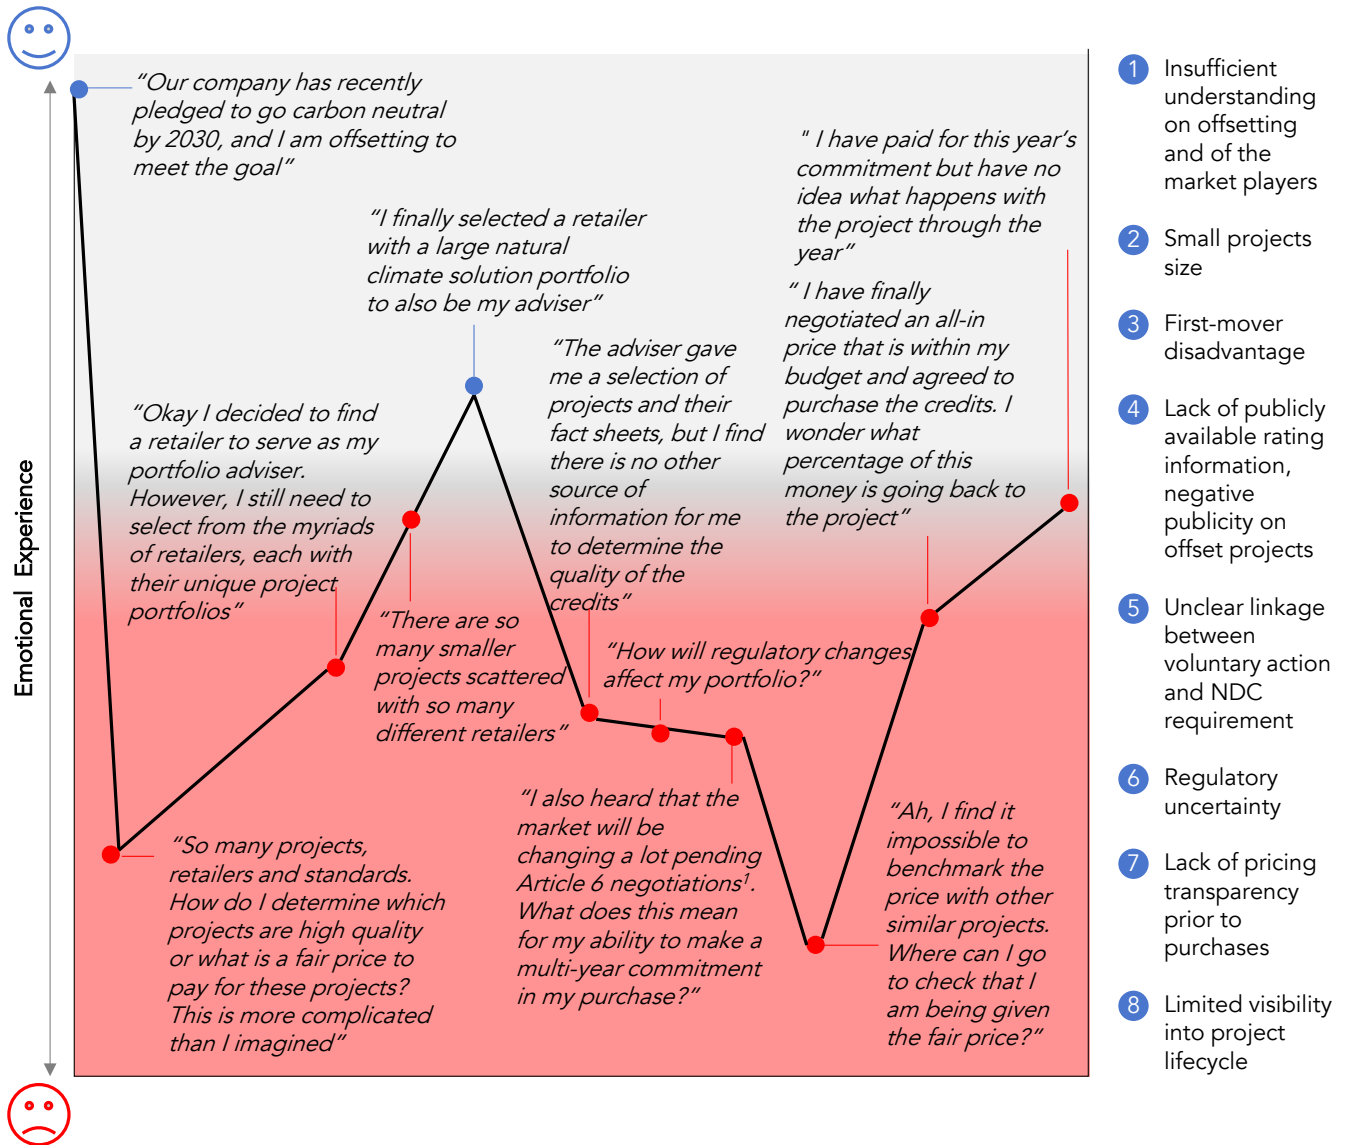 “Our company has recently
pledged to go carbon neutral
by 2030, and I am offsetting to
meet the goal”
“I finally selected a retailer
with a large natural
climate solution portfolio
to also be my adviser”
" I have paid for this year’s
commitment but have no
idea what happens with
the project through the
year”
“Okay I decided to find
a retailer to serve as my
portfolio adviser.
However, I still need to
select from the myriads
of retailers, each with
their unique project
portfolios”
“The adviser gave
me a selection of
projects and their
fact sheets, but I find
there is no other
source of
information for me
to determine the
quality of the
credits”
“ I have finally
negotiated an all-in
price that is within my
budget and agreed to
purchase the credits. I
wonder what
percentage of this
money is going back to
the project”
“There are so
many smaller
projects scattered
with so many
different retailers”
“How will regulatory changes
affect my portfolio?”
“So many projects,
retailers and standards.
How do I determine which
projects are high quality
or what is a fair price to
pay for these projects?
This is more complicated
than I imagined”
“I also heard that the
market will be
changing a lot pending
Article 6 negotiations¹.
What does this mean
for my ability to make a
multi-year commitment
in my purchase?”
“Ah, I find it
impossible to
benchmark the
price with other
similar projects.
Where can I go
to check that I
am being given
the fair price?”
Emotional Experience
1 Insufficient
understanding
on offsetting
and of the
market players
2 Small projects
size
3 First-mover
disadvantage
4 Lack of publicly
available rating
information,
negative
publicity on
offset projects
5 Unclear linkage
between
voluntary action
and NDC
requirement
6 Regulatory
uncertainty
7 Lack of pricing
transparency
prior to
purchases
8 Limited visibility
into project
lifecycle